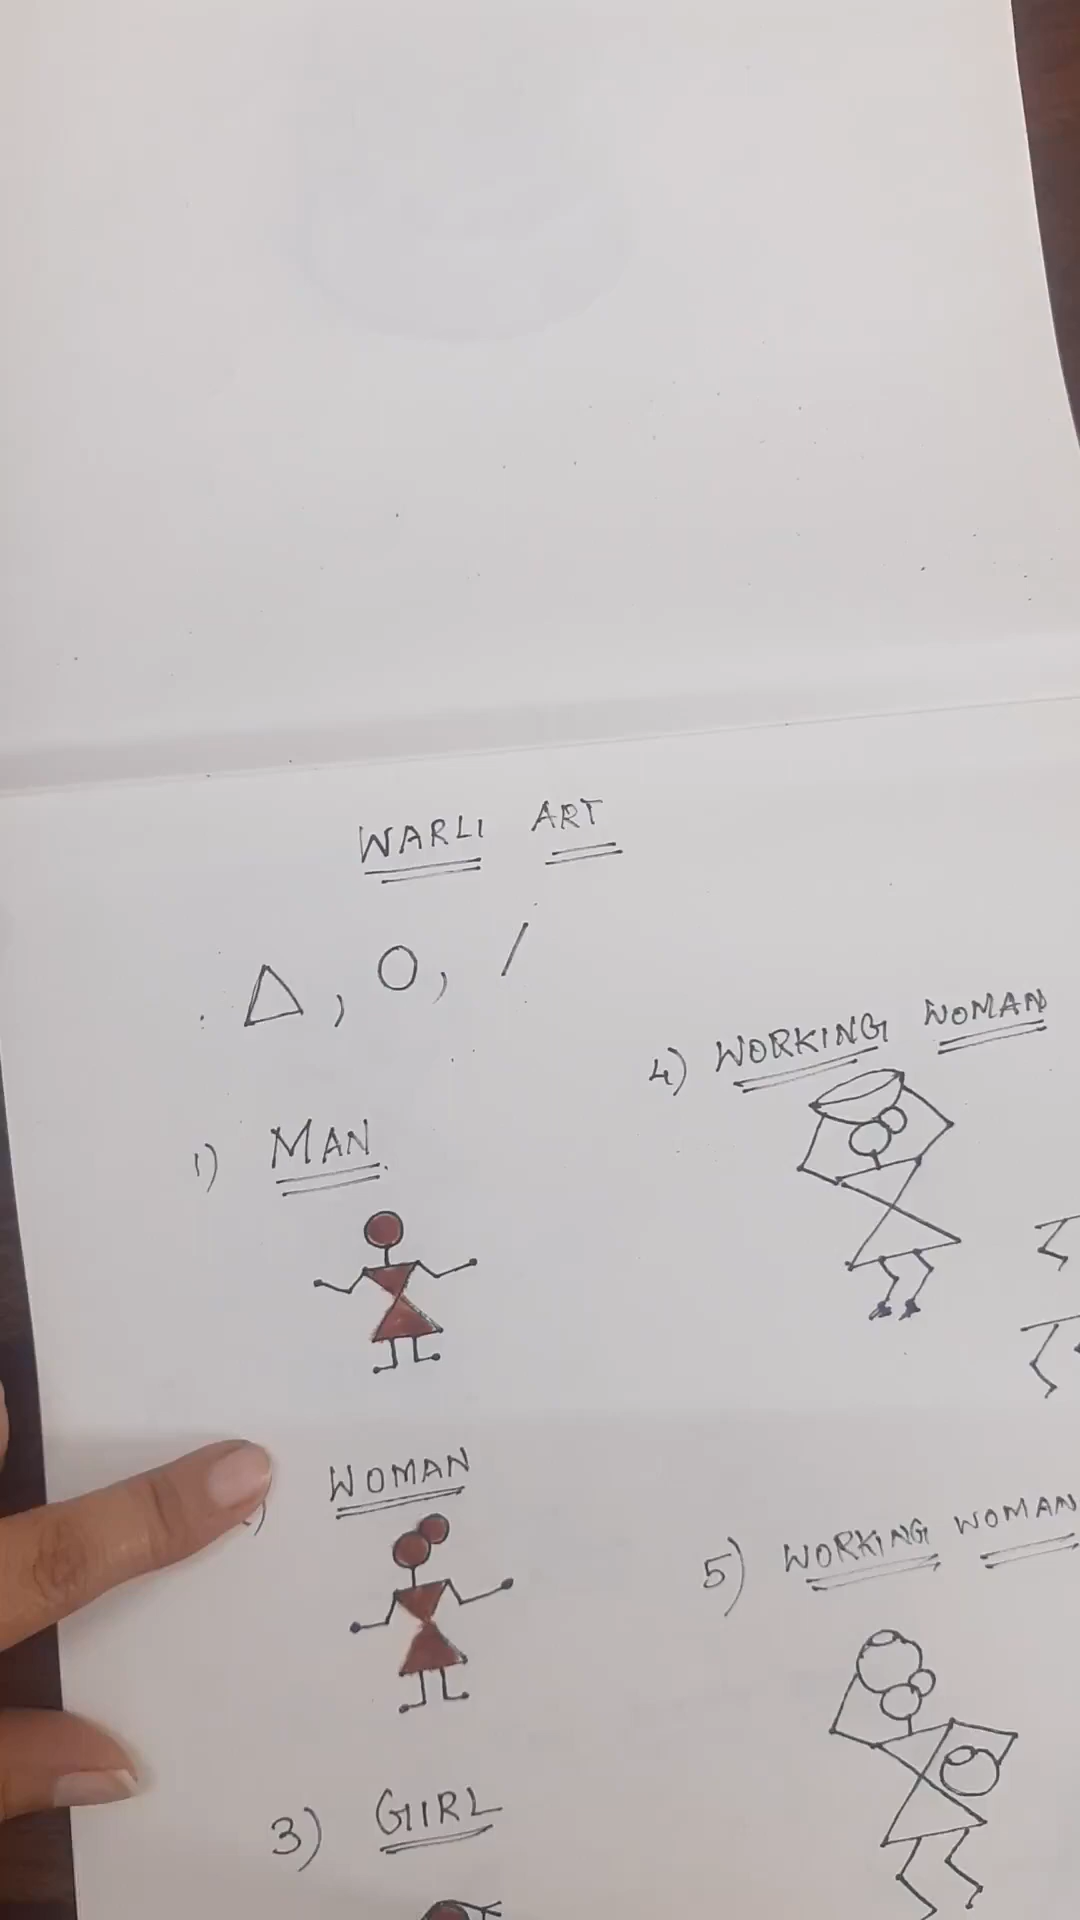 WARLI ART
△, ○, /
1) MAN
WOMAN
3) GIRL
4) WORKING WOMAN
5) WORKING WOMAN